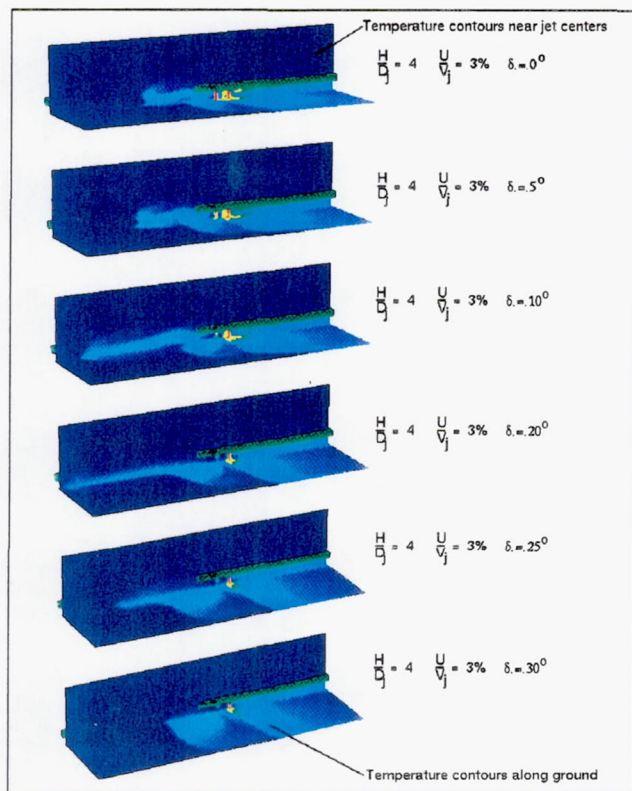 Temperature contours near jet centers
H/Dj = 4 U/Vj = 3% δ.=.0°
H/Dj = 4 U/Vj = 3% δ.=.5°
H/Dj = 4 U/Vj = 3% δ.=.10°
H/Dj = 4 U/Vj = 3% δ.=.20°
H/Dj = 4 U/Vj = 3% δ.=.25°
H/Dj = 4 U/Vj = 3% δ.=.30°
Temperature contours along ground